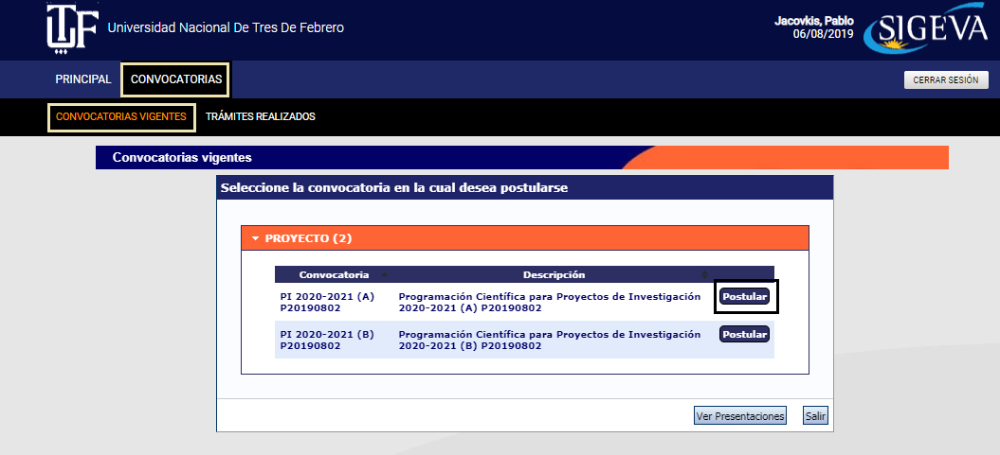 UNTREF
Universidad Nacional De Tres De Febrero
Jacovkis, Pablo
06/08/2019
SIGEVA
PRINCIPAL
CONVOCATORIAS
CERRAR SESIÓN
CONVOCATORIAS VIGENTES
TRÁMITES REALIZADOS
Convocatorias vigentes
Seleccione la convocatoria en la cual desea postularse
PROYECTO (2)
Convocatoria Descripción
PI 2020-2021 (A) Programación Científica para Proyectos de Investigación Postular
P20190802 2020-2021 (A) P20190802
PI 2020-2021 (B) Programación Científica para Proyectos de Investigación Postular
P20190802 2020-2021 (B) P20190802
Ver Presentaciones Salir